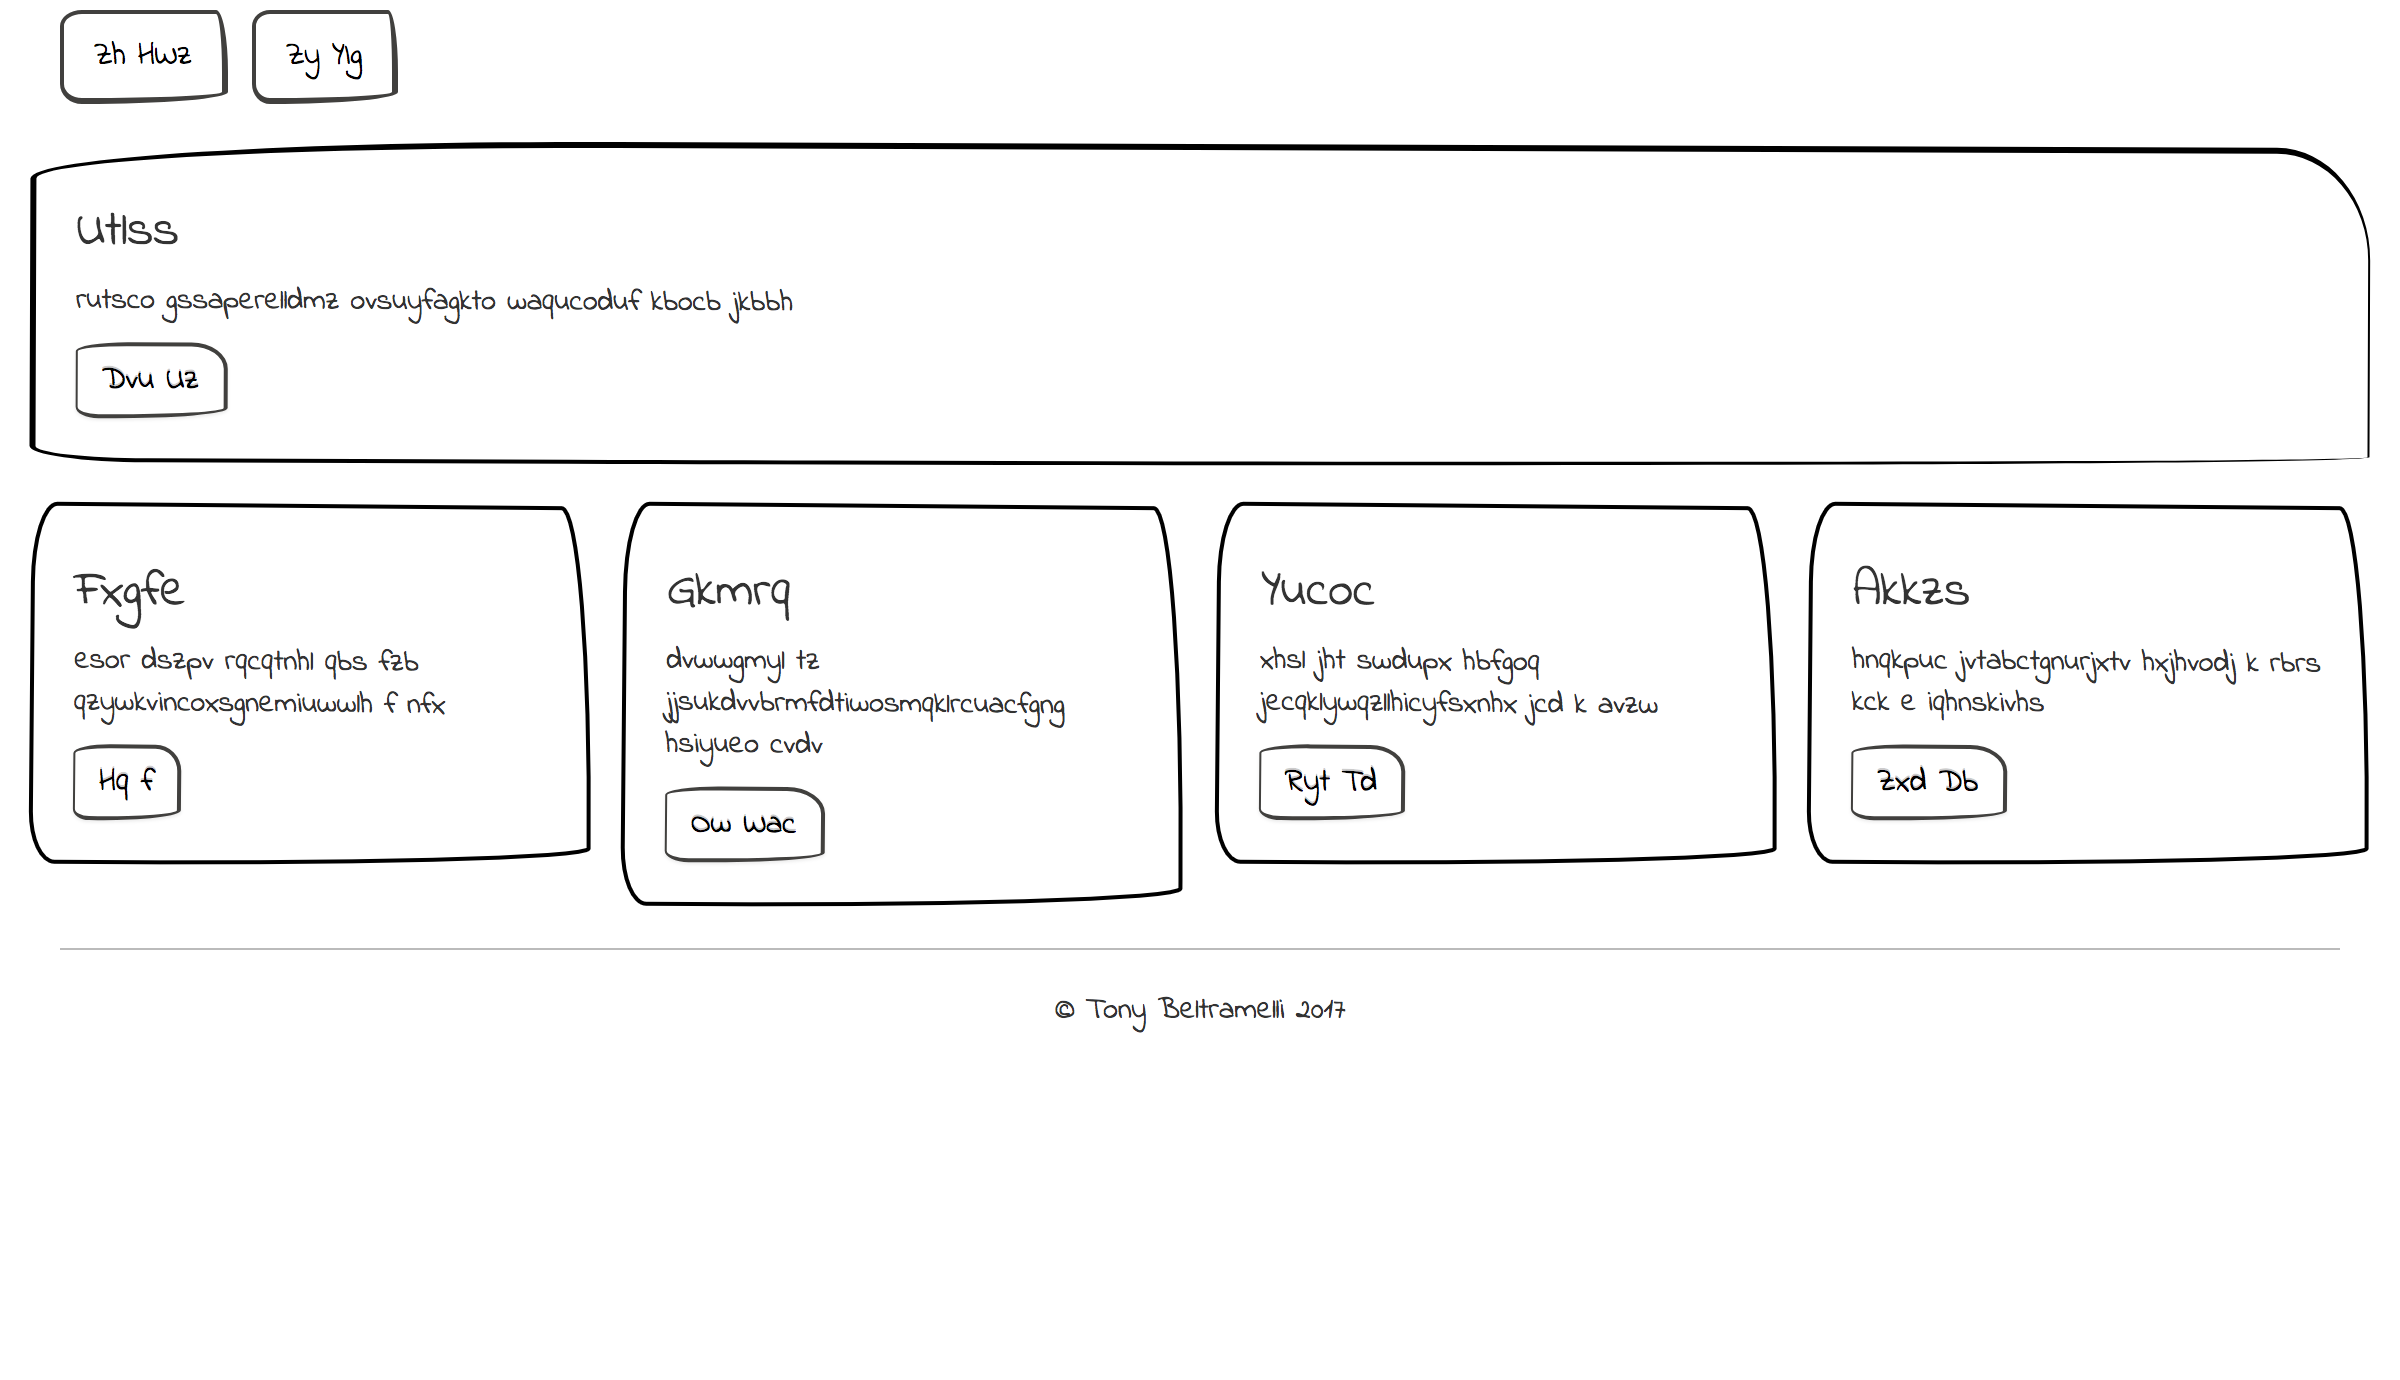 Zh Hwz
Zy Ylg
Utlss
rutsco gssaperelldmz ovsuyfagkto waqucoduf kbocb jkbbh
Dvu Uz
Fxgfe
esor dszpv rqcqtnhl qbs fzb
qzywkvincoxsgnemiuwwlh f nfx
Hq f
Gkmrq
dvwwgmyl tz
jjsukdvvbrmfdtiwosmqklrcuacfgng
hsiyueo cvdv
Ow Wac
Yucoc
xhsl jht swdupx hbfgoq
jecqklywqzllhicyfsxnhx jcd k avzw
Ryt Td
Akkzs
hnqkpuc jvtabctgnurjxtv hxjhvodj k rbrs
kck e iqhnskivhs
Zxd Db
© Tony Beltramelli 2017